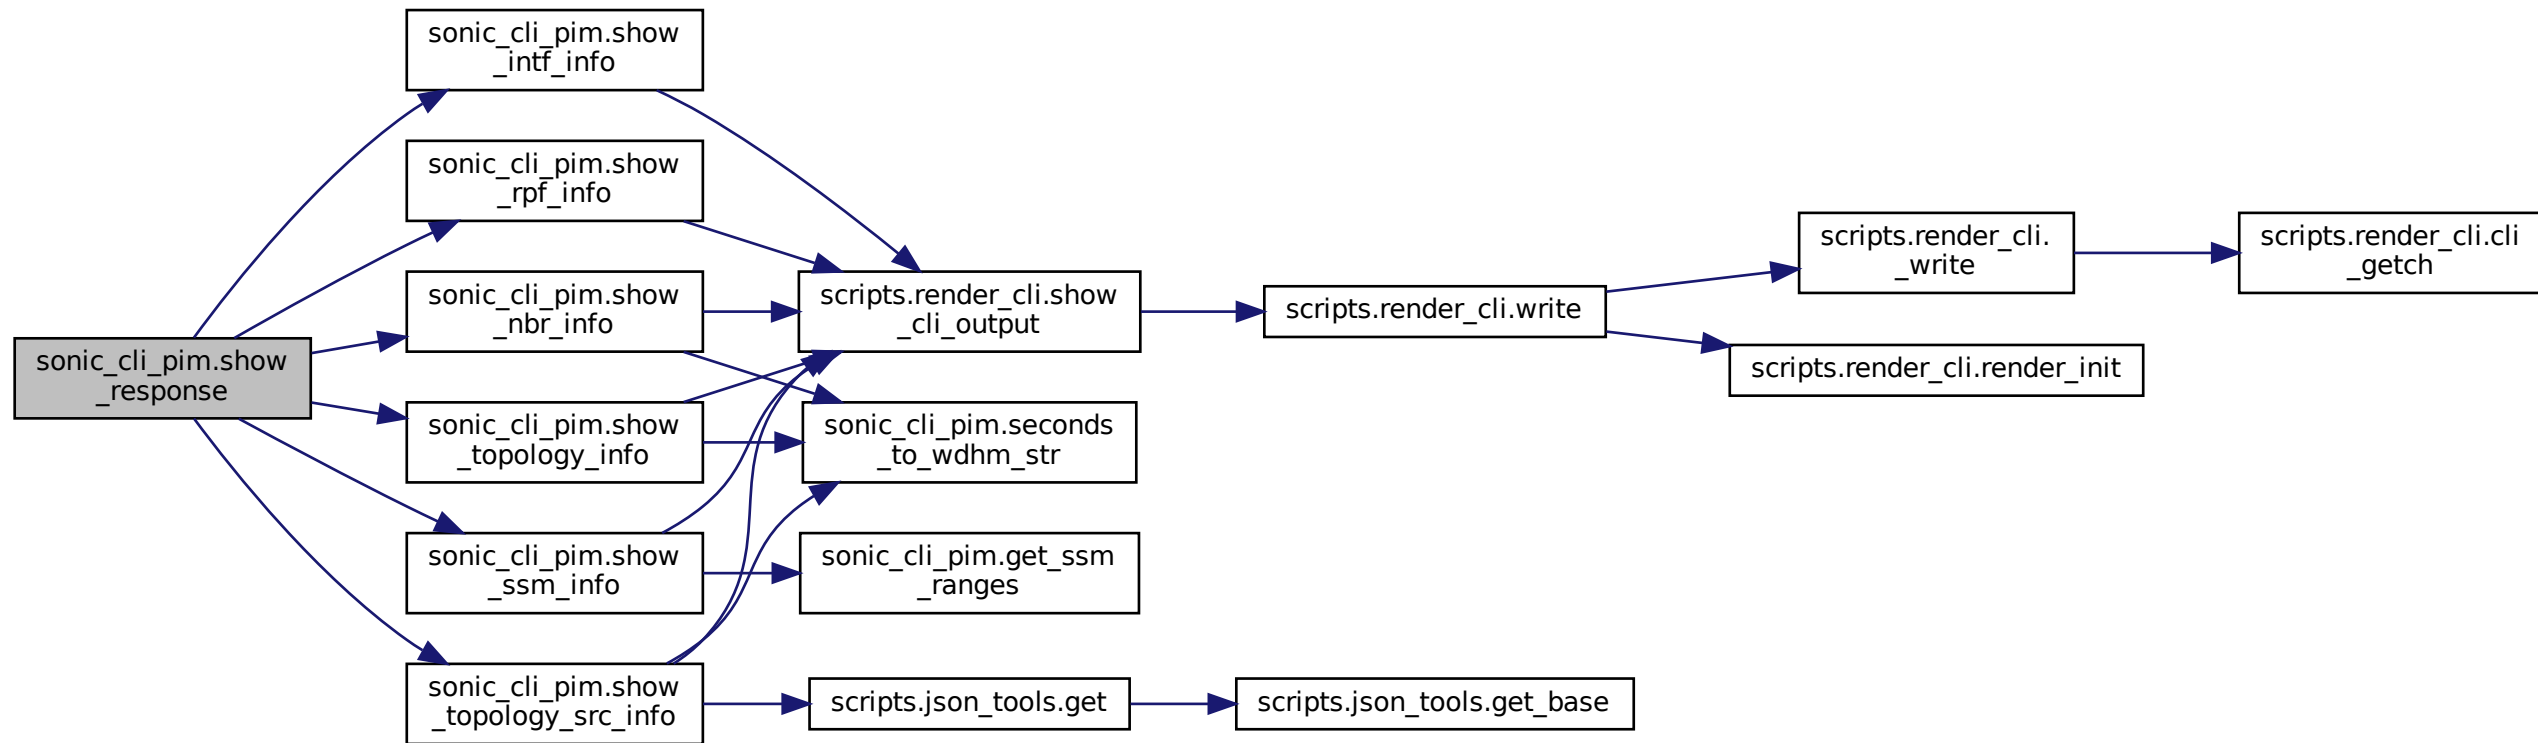 sonic_cli_pim.show
_response
sonic_cli_pim.show
_intf_info
sonic_cli_pim.show
_rpf_info
sonic_cli_pim.show
_nbr_info
sonic_cli_pim.show
_topology_info
sonic_cli_pim.show
_ssm_info
sonic_cli_pim.show
_topology_src_info
scripts.render_cli.show
_cli_output
sonic_cli_pim.seconds
_to_wdhm_str
sonic_cli_pim.get_ssm
_ranges
scripts.json_tools.get
scripts.render_cli.write
scripts.json_tools.get_base
scripts.render_cli.
_write
scripts.render_cli.render_init
scripts.render_cli.cli
_getch